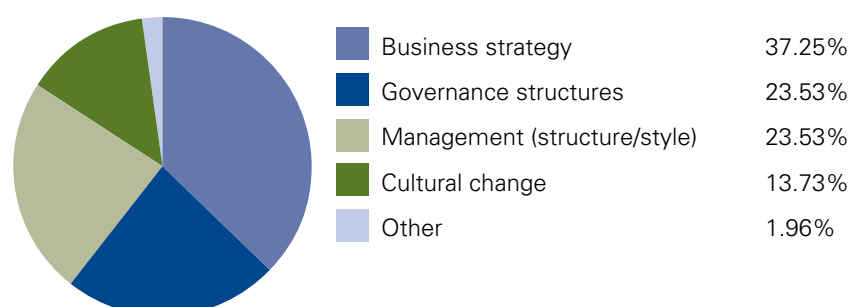 Business strategy 37.25%
Governance structures 23.53%
Management (structure/style) 23.53%
Cultural change 13.73%
Other 1.96%